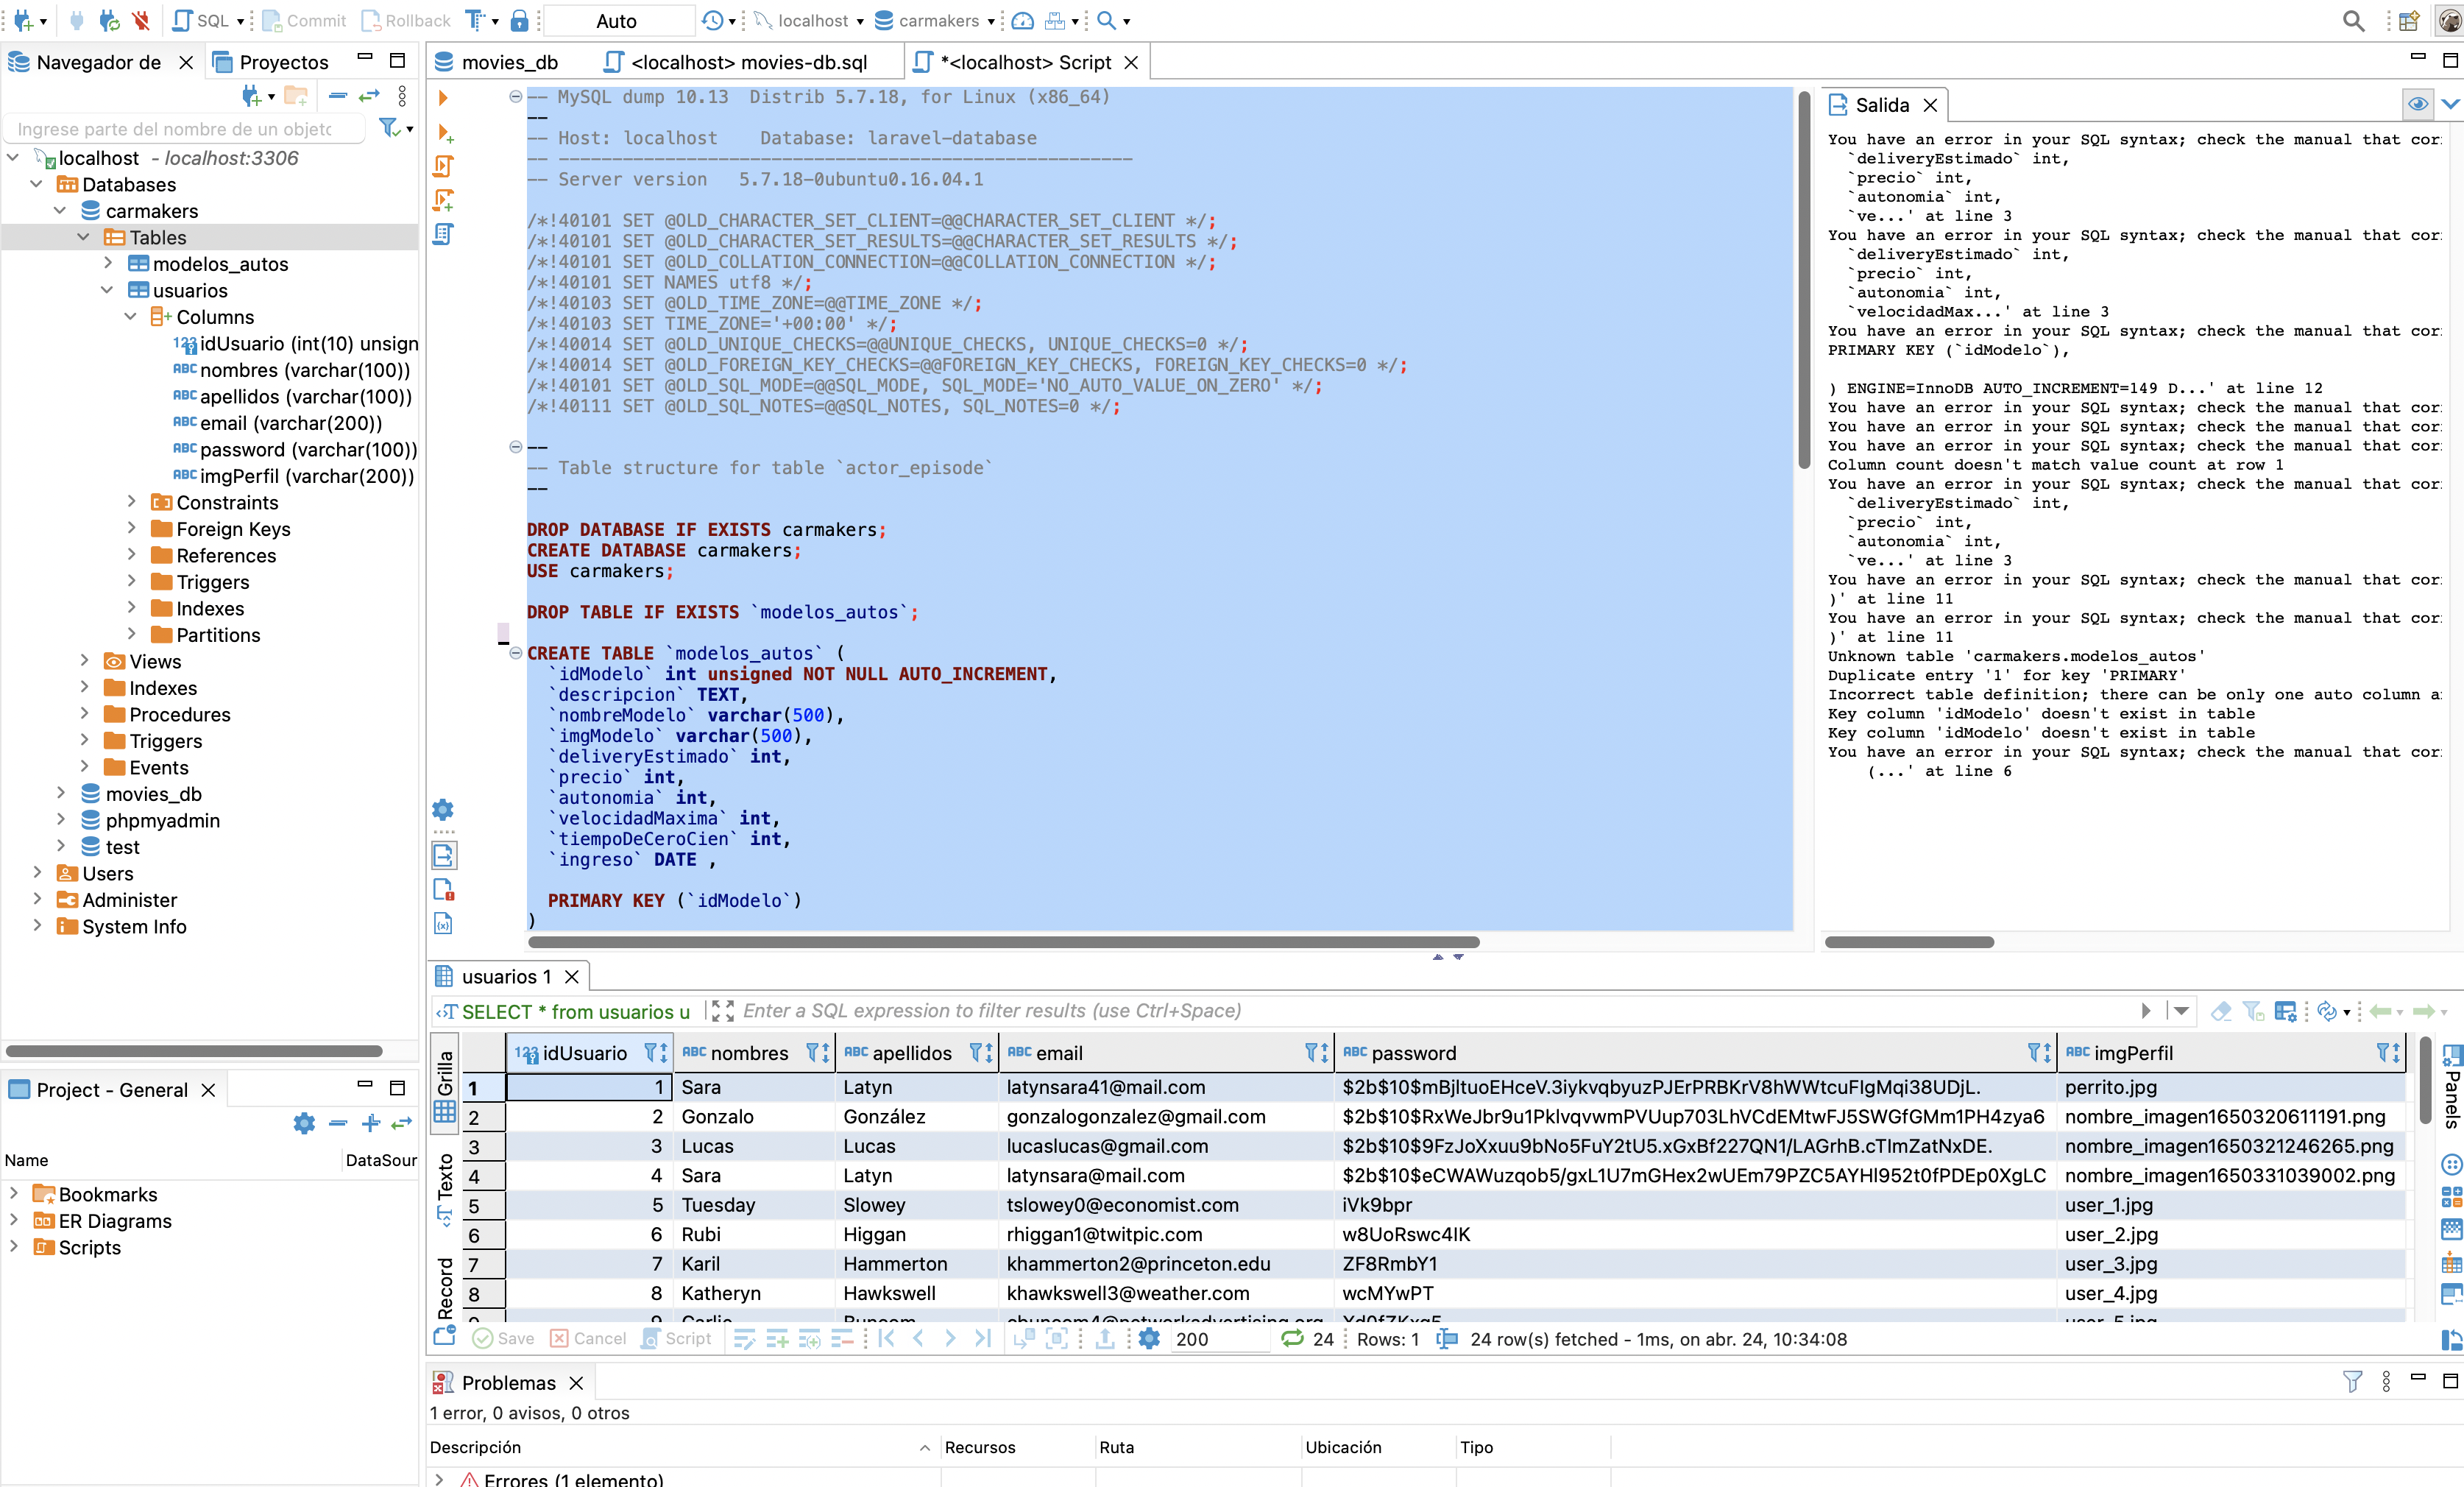 SQL
Commit
Rollback
Auto
localhost
carmakers
Navegador de
Proyectos
Ingrese parte del nombre de un objetc
localhost - localhost:3306
Databases
carmakers
Tables
modelos_autos
usuarios
Columns
123 idUsuario (int(10) unsign
ABC nombres (varchar(100))
ABC apellidos (varchar(100))
ABC email (varchar(200))
ABC password (varchar(100))
ABC imgPerfil (varchar(200))
Constraints
Foreign Keys
References
Triggers
Indexes
Partitions
Views
Indexes
Procedures
Triggers
Events
movies_db
phpmyadmin
test
Users
Administer
System Info
Project - General
Name DataSour
Bookmarks
ER Diagrams
Scripts
movies_db
<localhost> movies-db.sql
*<localhost> Script
-- MySQL dump 10.13  Distrib 5.7.18, for Linux (x86_64)
--
-- Host: localhost    Database: laravel-database
-- ------------------------------------------------------
-- Server version   5.7.18-0ubuntu0.16.04.1
/*!40101 SET @OLD_CHARACTER_SET_CLIENT=@@CHARACTER_SET_CLIENT */;
/*!40101 SET @OLD_CHARACTER_SET_RESULTS=@@CHARACTER_SET_RESULTS */;
/*!40101 SET @OLD_COLLATION_CONNECTION=@@COLLATION_CONNECTION */;
/*!40101 SET NAMES utf8 */;
/*!40103 SET @OLD_TIME_ZONE=@@TIME_ZONE */;
/*!40103 SET TIME_ZONE='+00:00' */;
/*!40014 SET @OLD_UNIQUE_CHECKS=@@UNIQUE_CHECKS, UNIQUE_CHECKS=0 */;
/*!40014 SET @OLD_FOREIGN_KEY_CHECKS=@@FOREIGN_KEY_CHECKS, FOREIGN_KEY_CHECKS=0 */;
/*!40101 SET @OLD_SQL_MODE=@@SQL_MODE, SQL_MODE='NO_AUTO_VALUE_ON_ZERO' */;
/*!40111 SET @OLD_SQL_NOTES=@@SQL_NOTES, SQL_NOTES=0 */;
--
-- Table structure for table `actor_episode`
--
DROP DATABASE IF EXISTS carmakers;
CREATE DATABASE carmakers;
USE carmakers;
DROP TABLE IF EXISTS `modelos_autos`;
CREATE TABLE `modelos_autos` (
`idModelo` int unsigned NOT NULL AUTO_INCREMENT,
`descripcion` TEXT,
`nombreModelo` varchar(500),
`imgModelo` varchar(500),
`deliveryEstimado` int,
`precio` int,
`autonomia` int,
`velocidadMaxima` int,
`tiempoDeCeroCien` int,
`ingreso` DATE ,
PRIMARY KEY (`idModelo`)
)
Salida
You have an error in your SQL syntax; check the manual that cor
`deliveryEstimado` int,
`precio` int,
`autonomia` int,
`ve...' at line 3
You have an error in your SQL syntax; check the manual that cor
`deliveryEstimado` int,
`precio` int,
`autonomia` int,
`velocidadMax...' at line 3
You have an error in your SQL syntax; check the manual that cor
PRIMARY KEY (`idModelo`),
) ENGINE=InnoDB AUTO_INCREMENT=149 D...' at line 12
You have an error in your SQL syntax; check the manual that cor
You have an error in your SQL syntax; check the manual that cor
You have an error in your SQL syntax; check the manual that cor
Column count doesn't match value count at row 1
You have an error in your SQL syntax; check the manual that cor
`deliveryEstimado` int,
`precio` int,
`autonomia` int,
`ve...' at line 3
You have an error in your SQL syntax; check the manual that cor
)' at line 11
You have an error in your SQL syntax; check the manual that cor
)' at line 11
Unknown table 'carmakers.modelos_autos'
Duplicate entry '1' for key 'PRIMARY'
Incorrect table definition; there can be only one auto column a
Key column 'idModelo' doesn't exist in table
Key column 'idModelo' doesn't exist in table
You have an error in your SQL syntax; check the manual that cor
(...' at line 6
usuarios 1
SELECT * from usuarios u
Enter a SQL expression to filter results (use Ctrl+Space)
Grilla
Texto
Record
Panels
123 idUsuario ABC nombres ABC apellidos ABC email ABC password ABC imgPerfil
1 1 Sara Latyn latynsara41@mail.com $2b$10$mBjltuoEHceV.3iykvqbyuzPJErPRBKrV8hWWtcuFIgMqi38UDjL. perrito.jpg
2 2 Gonzalo González gonzalogonzalez@gmail.com $2b$10$RxWeJbr9u1PklvqvwmPVUup703LhVCdEMtwFJ5SWGfGMm1PH4zya6 nombre_imagen1650320611191.png
3 3 Lucas Lucas lucaslucas@gmail.com $2b$10$9FzJoXxuu9bNo5FuY2tU5.xGxBf227QN1/LAGrhB.cTImZatNxDE. nombre_imagen1650321246265.png
4 4 Sara Latyn latynsara@mail.com $2b$10$eCWAWuzqob5/gxL1U7mGHex2wUEm79PZC5AYHl952t0fPDEp0XgLC nombre_imagen1650331039002.png
5 5 Tuesday Slowey tslowey0@economist.com iVk9bpr user_1.jpg
6 6 Rubi Higgan rhiggan1@twitpic.com w8UoRswc4IK user_2.jpg
7 7 Karil Hammerton khammerton2@princeton.edu ZF8RmbY1 user_3.jpg
8 8 Katheryn Hawkswell khawkswell3@weather.com wcMYwPT user_4.jpg
Save
Cancel
Script
200
24
Rows: 1
24 row(s) fetched - 1ms, on abr. 24, 10:34:08
Problemas
1 error, 0 avisos, 0 otros
Descripción Recursos Ruta Ubicación Tipo
Errores (1 elemento)